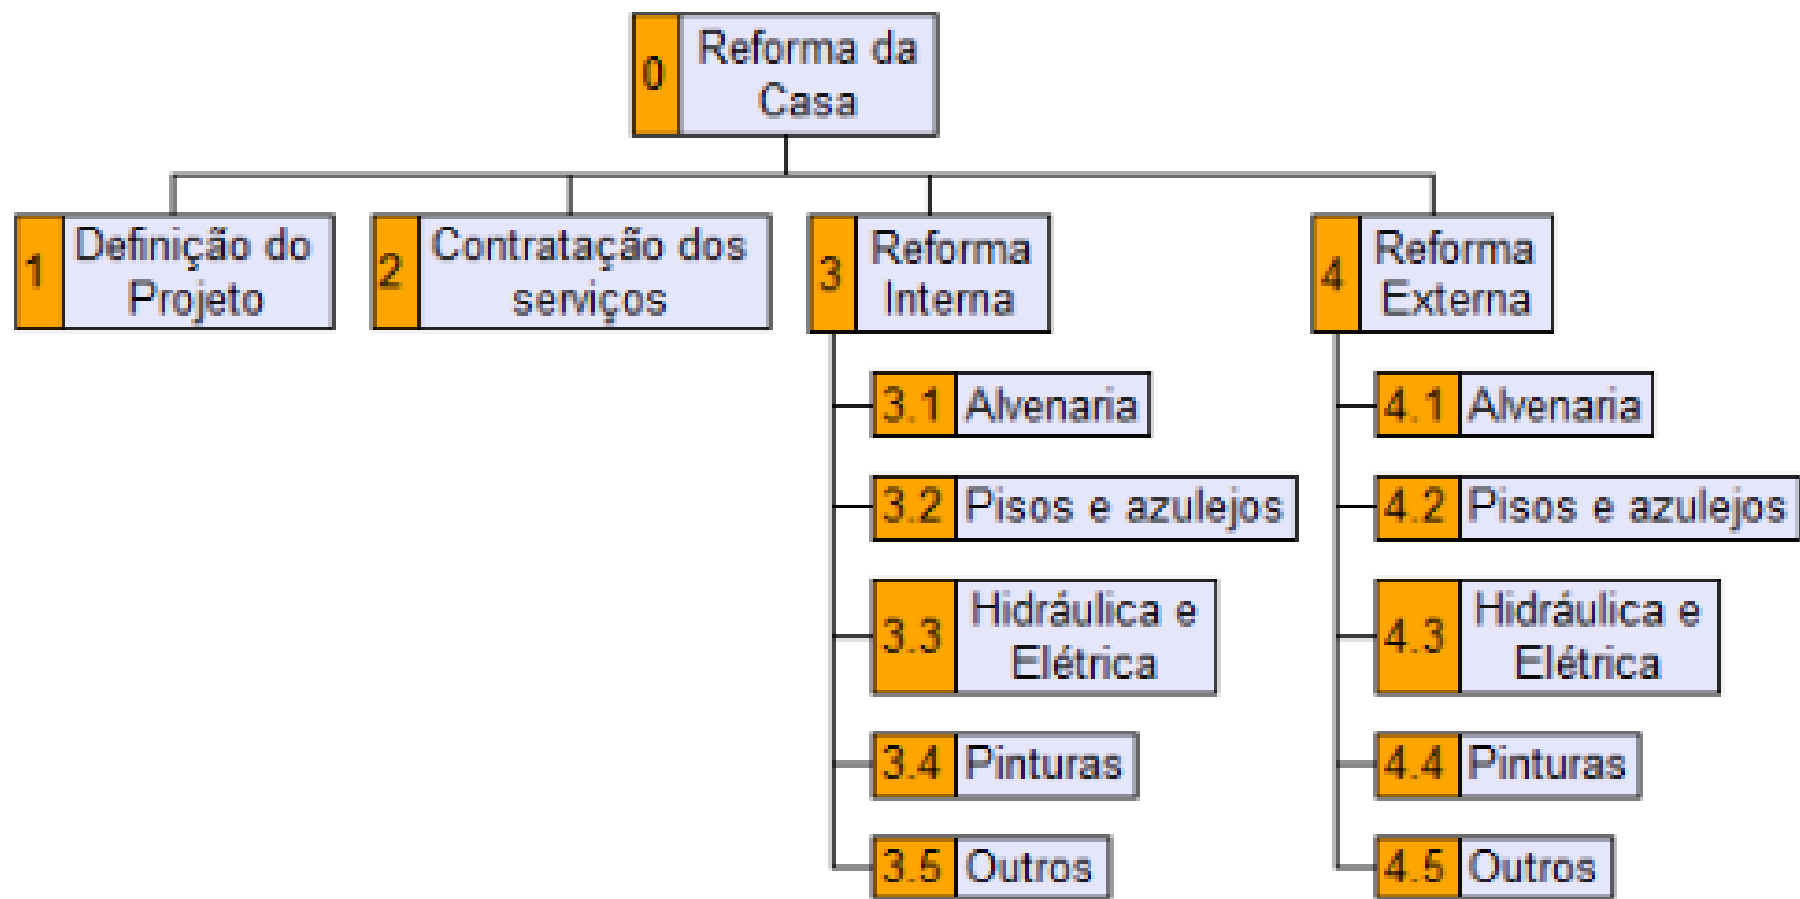 0 Reforma da
Casa
1 Definição do
Projeto
2 Contratação dos
serviços
3 Reforma
Interna
4 Reforma
Externa
3.1 Alvenaria
3.2 Pisos e azulejos
3.3 Hidráulica e
Elétrica
3.4 Pinturas
3.5 Outros
4.1 Alvenaria
4.2 Pisos e azulejos
4.3 Hidráulica e
Elétrica
4.4 Pinturas
4.5 Outros